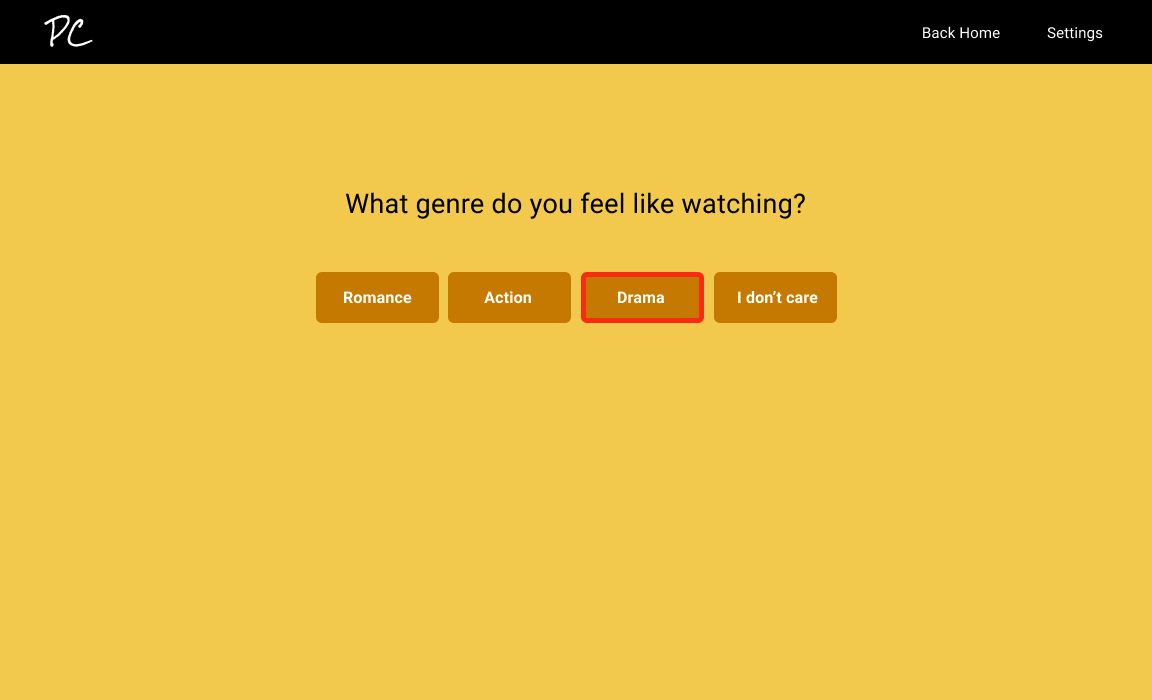 PC
Back Home
Settings
What genre do you feel like watching?
Romance
Action
Drama
I don’t care